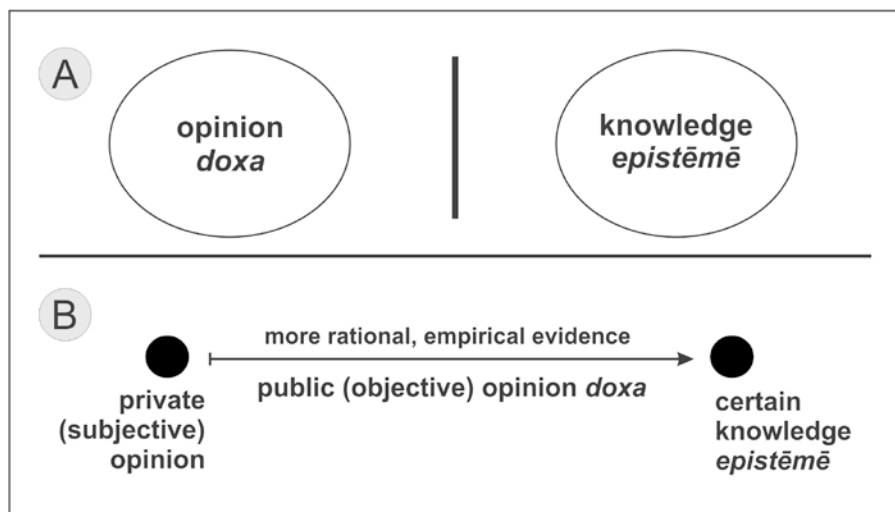 A
opinion
doxa
knowledge
epistēmē
B
more rational, empirical evidence
public (objective) opinion doxa
private
(subjective)
opinion
certain
knowledge
epistēmē